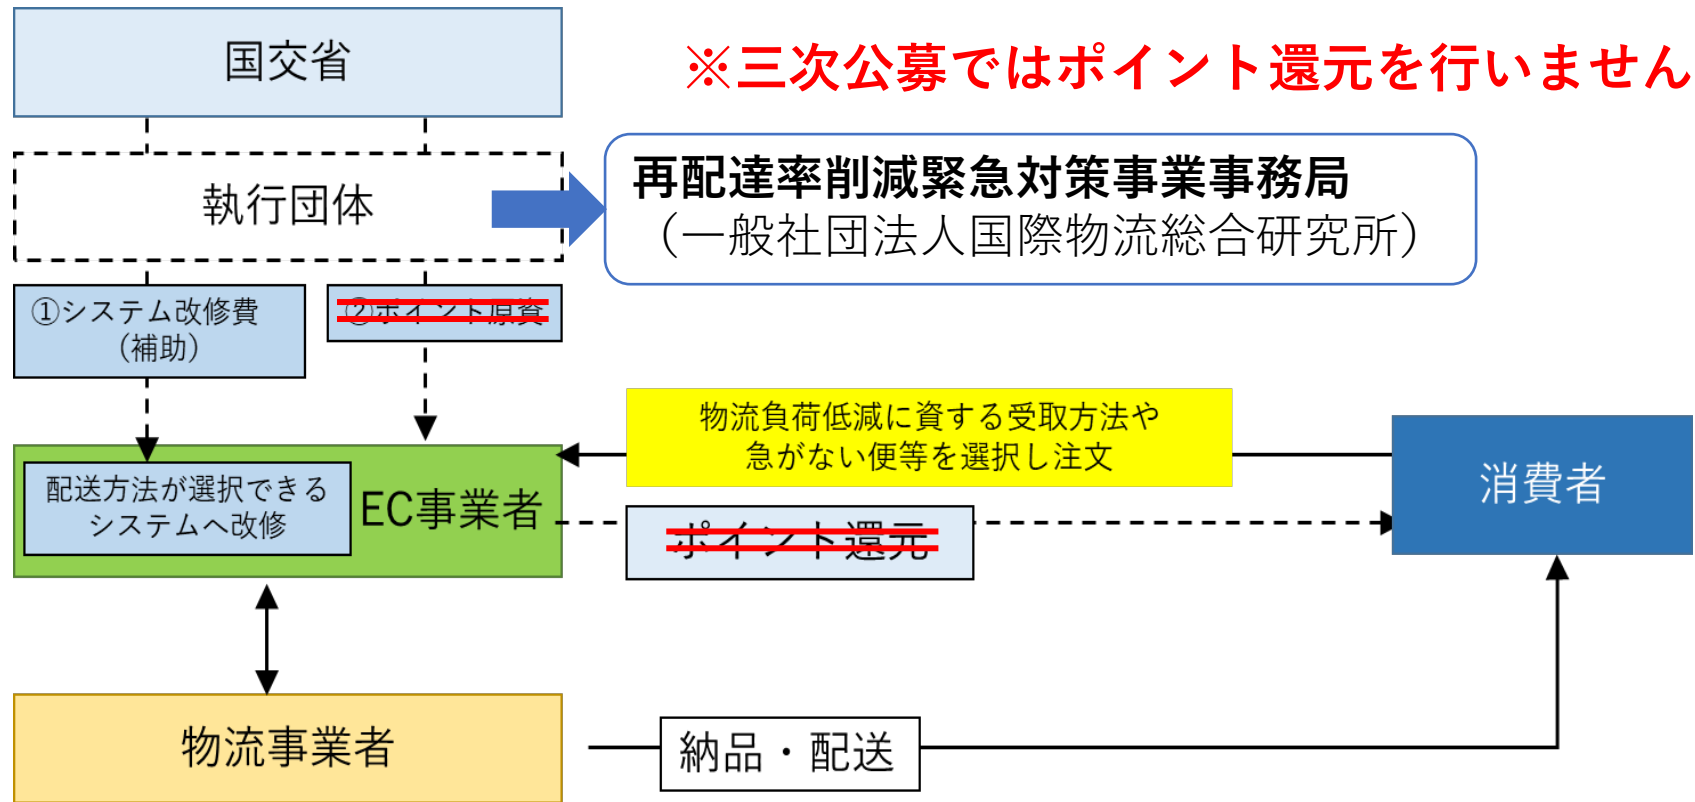 国交省
※三次公募ではポイント還元を行いません
執行団体
再配達率削減緊急対策事業事務局
（一般社団法人国際物流総合研究所）
①システム改修費
（補助）
②ポイント原資
物流負荷低減に資する受取方法や
急がない便等を選択し注文
配送方法が選択できる
システムへ改修
EC事業者
消費者
ポイント還元
物流事業者
納品・配送